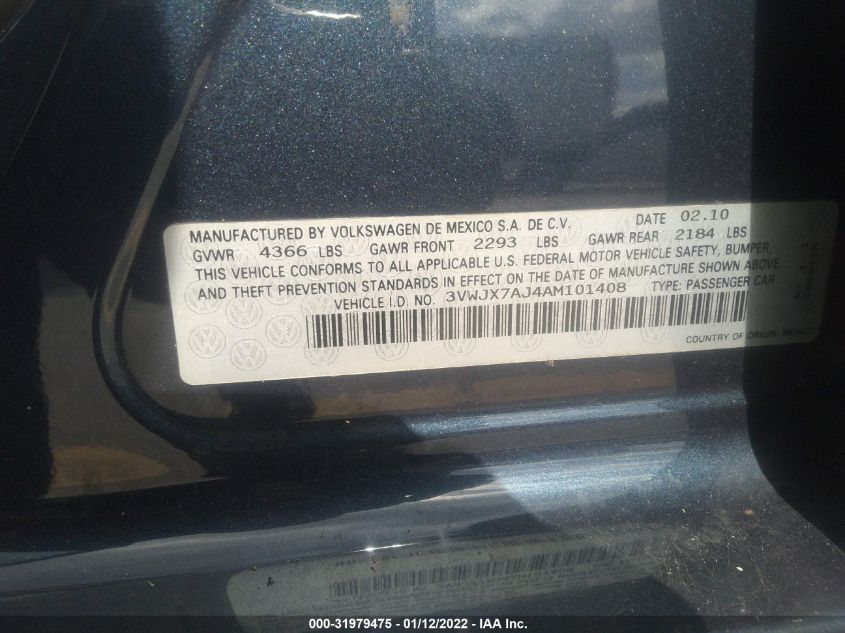 MANUFACTURED BY VOLKSWAGEN DE MEXICO S.A. DE C.V. DATE 02.10
GVWR 4366 LBS GAWR FRONT 2293 LBS GAWR REAR 2184 LBS
THIS VEHICLE CONFORMS TO ALL APPLICABLE U.S. FEDERAL MOTOR VEHICLE SAFETY, BUMPER,
AND THEFT PREVENTION STANDARDS IN EFFECT ON THE DATE OF MANUFACTURE SHOWN ABOVE.
VEHICLE I.D. NO. 3VWJX7AJ4AM101408 TYPE: PASSENGER CAR
COUNTRY OF ORIGIN: MEXICO
000-31979475 - 01/12/2022 - © IAA Inc.